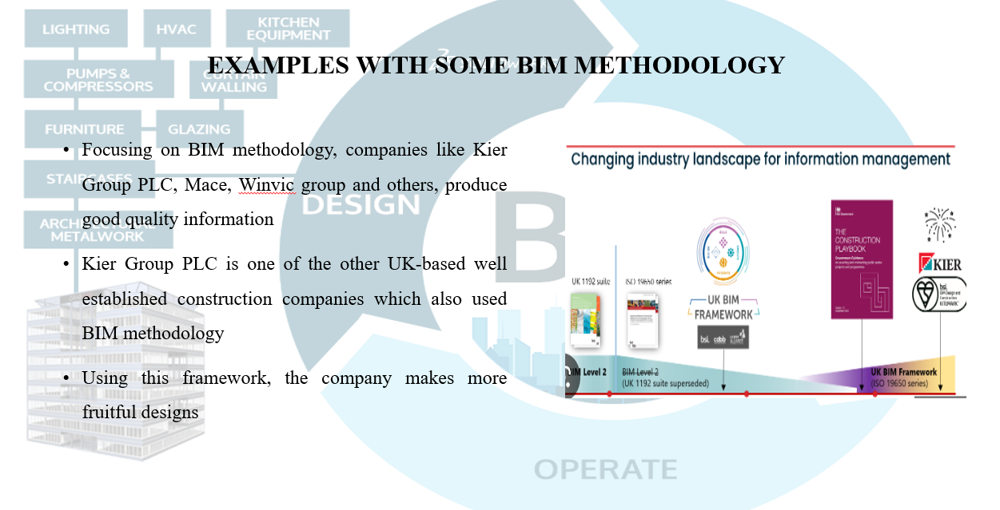 LIGHTING
HVAC
KITCHEN
EQUIPMENT
EXAMPLES WITH SOME BIM METHODOLOGY
PUMPS &
COMPRESSORS
CURTAIN
WALLING
FURNITURE
GLAZING
STAIRCASES
ARCHITECTURAL
METALWORK
DESIGN
B
• Focusing on BIM methodology, companies like Kier
Group PLC, Mace, Winvic group and others, produce
good quality information
• Kier Group PLC is one of the other UK-based well
established construction companies which also used
BIM methodology
• Using this framework, the company makes more
fruitful designs
Changing industry landscape for information management
UK 1192 suite
ISO 19650 series
UK BIM
FRAMEWORK
bsi. cdbb
THE
CONSTRUCTION
PLAYBOOK
KIER
bsi.
BIM Design and
Construction
KITEMARK
BIM Level 2
BIM Level 2
(UK 1192 suite superseded)
UK BIM Framework
(ISO 19650 series)
OPERATE